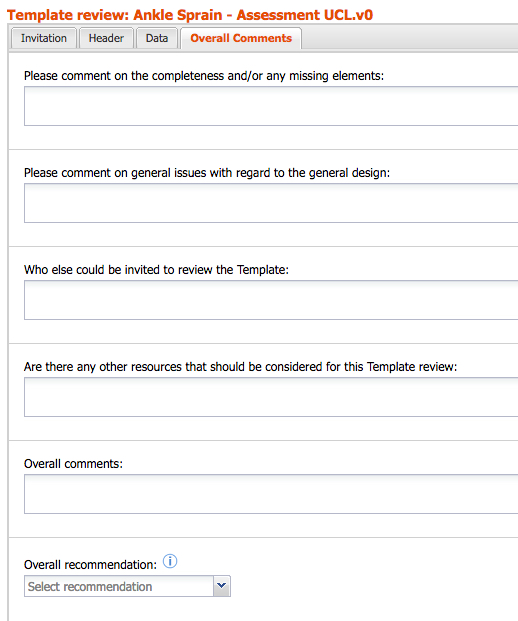 Template review: Ankle Sprain - Assessment UCL.v0
Invitation Header Data Overall Comments
Please comment on the completeness and/or any missing elements:
Please comment on general issues with regard to the general design:
Who else could be invited to review the Template:
Are there any other resources that should be considered for this Template review:
Overall comments:
Overall recommendation: i
Select recommendation